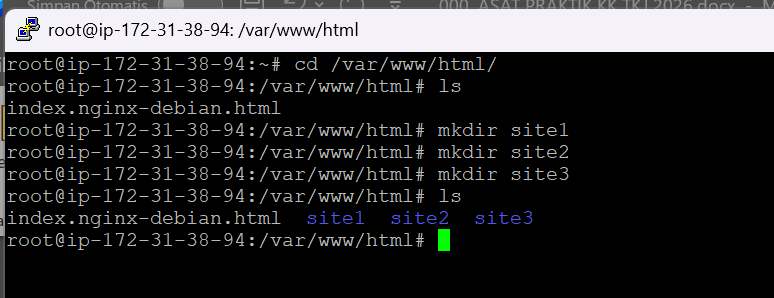 Simpan Otomatis
000_ASAT PRAKTIK KK TKJ 2026.docx
root@ip-172-31-38-94: /var/www/html
root@ip-172-31-38-94:~# cd /var/www/html/
root@ip-172-31-38-94:/var/www/html# ls
index.nginx-debian.html
root@ip-172-31-38-94:/var/www/html# mkdir site1
root@ip-172-31-38-94:/var/www/html# mkdir site2
root@ip-172-31-38-94:/var/www/html# mkdir site3
root@ip-172-31-38-94:/var/www/html# ls
index.nginx-debian.html  site1  site2  site3
root@ip-172-31-38-94:/var/www/html#